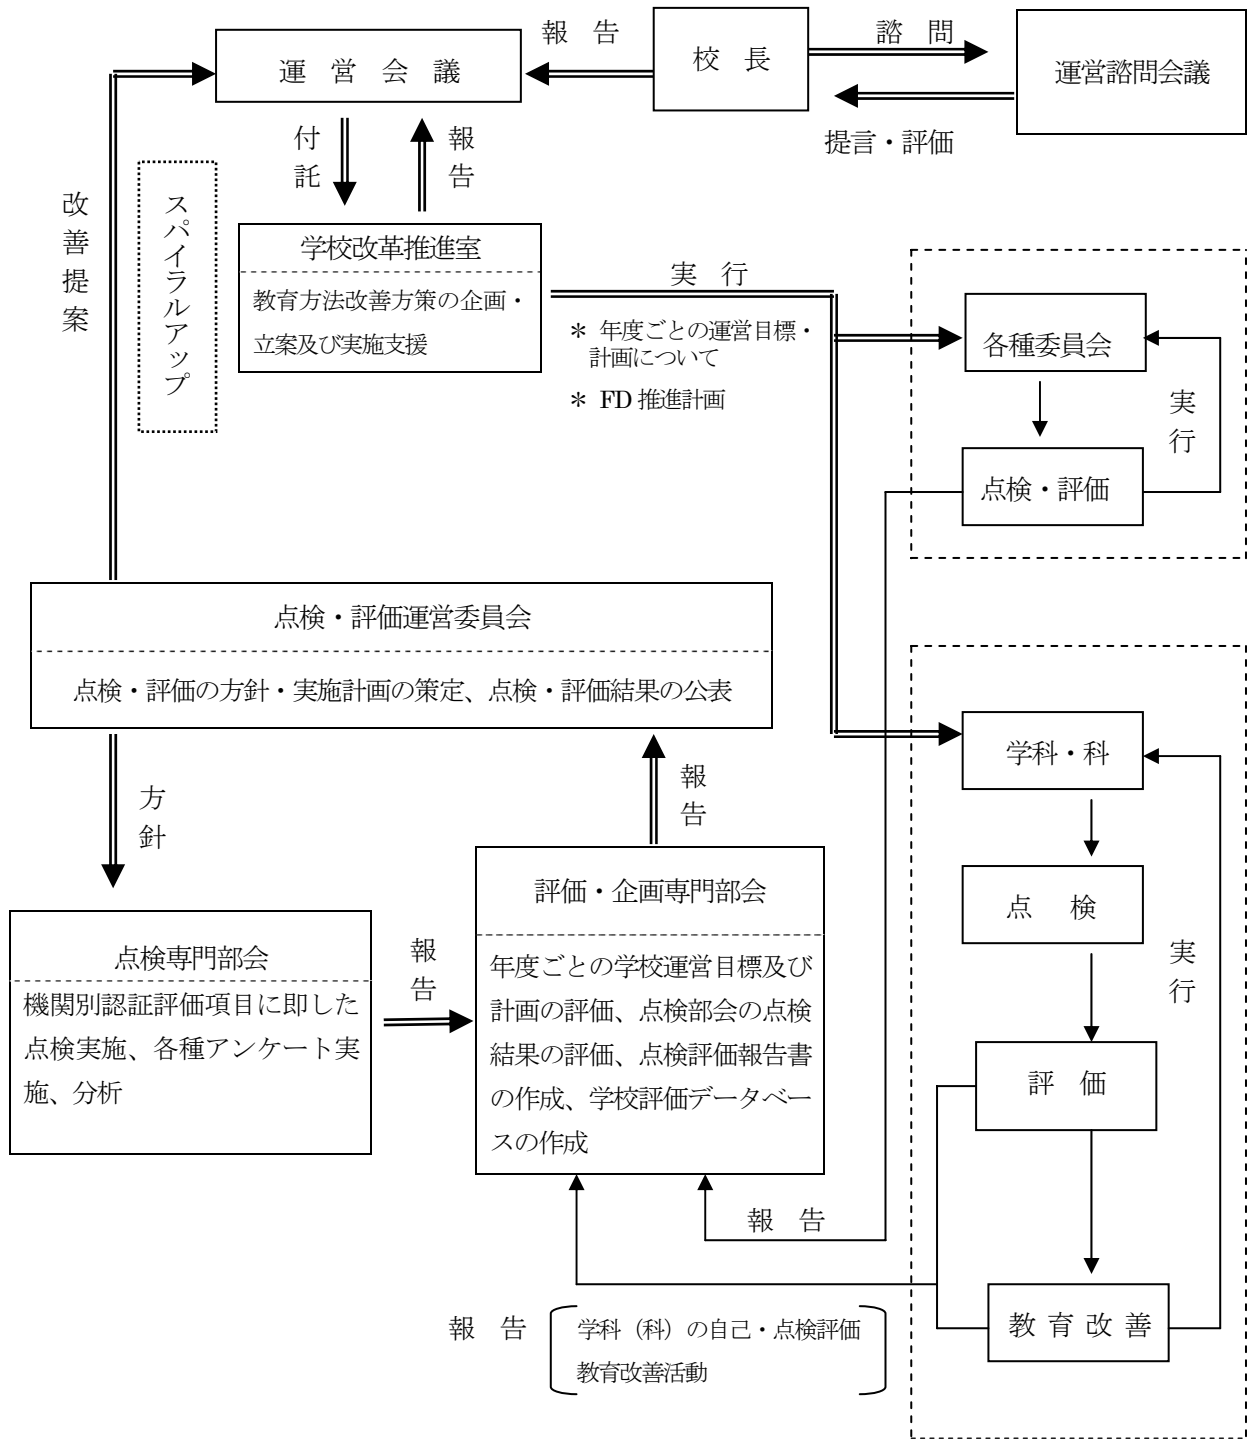 報　告
校　長
諮　問
運　営　会　議
運営諮問会議
提言・評価
付託
報告
改善提案
スパイラルアップ
学校改革推進室
教育方法改善方策の企画・
立案及び実施支援
実　行
＊ 年度ごとの運営目標・
計画について
＊ FD 推進計画
各種委員会
実行
点検・評価
点検・評価運営委員会
点検・評価の方針・実施計画の策定、点検・評価結果の公表
方針
報告
学科・科
点　検
評価・企画専門部会
年度ごとの学校運営目標及び
計画の評価、点検部会の点検
結果の評価、点検評価報告書
の作成、学校評価データベー
スの作成
点検専門部会
機関別認証評価項目に即した
点検実施、各種アンケート実
施、分析
報告
実行
評　価
報　告
教 育 改 善
報　告
学科（科）の自己・点検評価
教育改善活動